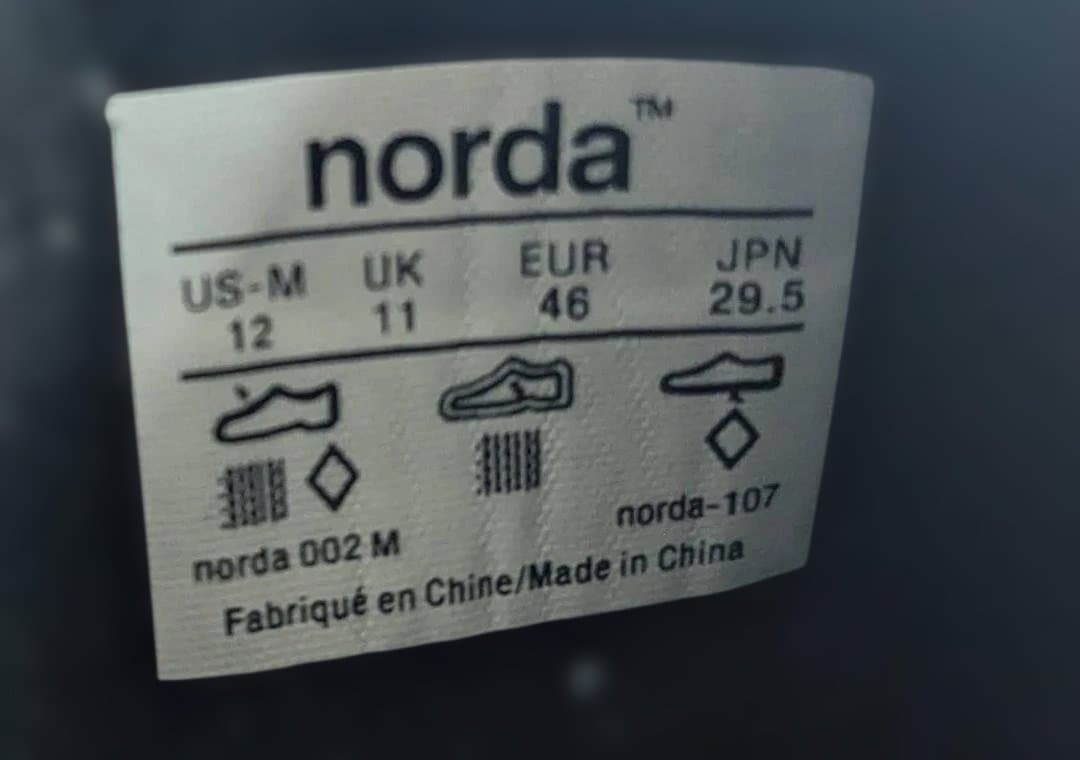 norda™
US-M UK EUR JPN
12 11 46 29.5
norda 002 M norda-107
Fabriqué en Chine/Made in China